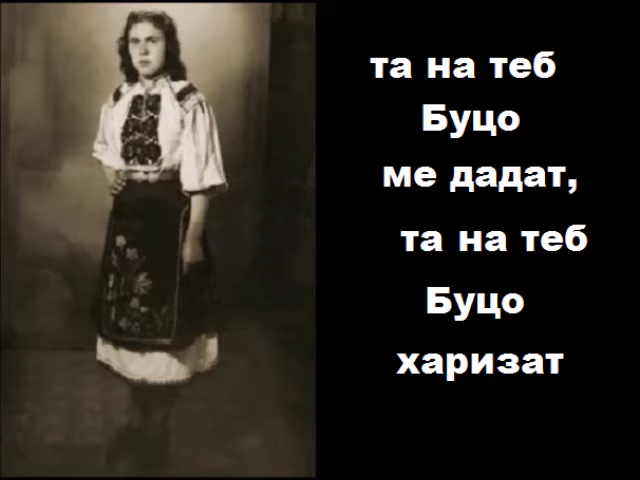 та на теб
Буцо
ме дадат,
та на теб
Буцо
харизат